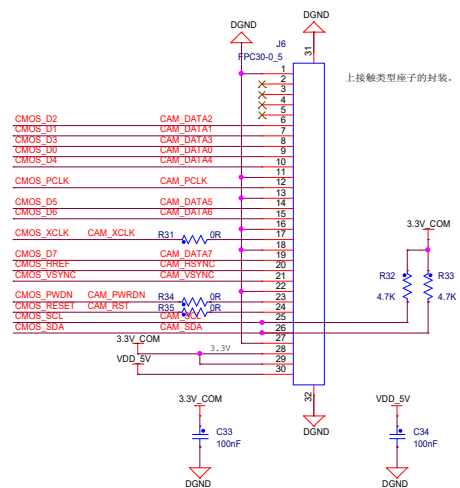 DGND
DGND
J6
31
FPC30-0_5
上接触类型座子的封装。
1
2
3
4
5
CMOS_D2 CAM_DATA2 6
CMOS_D1 CAM_DATA1 7
CMOS_D3 CAM_DATA3 8
CMOS_D0 CAM_DATA0 9
CMOS_D4 CAM_DATA4 10
11
CMOS_PCLK CAM_PCLK 12
13
CMOS_D5 CAM_DATA5 14
CMOS_D6 CAM_DATA6 15
16
CMOS_XCLK CAM_XCLK R31 0R 17
18
CMOS_D7 CAM_DATA7 19
CMOS_HREF CAM_HSYNC 20
CMOS_VSYNC CAM_VSYNC 21
22
CMOS_PWDN CAM_PWRDN R34 0R 23
CMOS_RESET CAM_RST R35 0R 24
CMOS_SCL CAM_SCL 25
CMOS_SDA CAM_SDA 26
27
3.3V_COM 3.3V 28
29
VDD_5V 30
3.3V_COM
R32 R33
4.7K 4.7K
32
DGND
3.3V_COM
C33
100nF
DGND
VDD_5V
C34
100nF
DGND